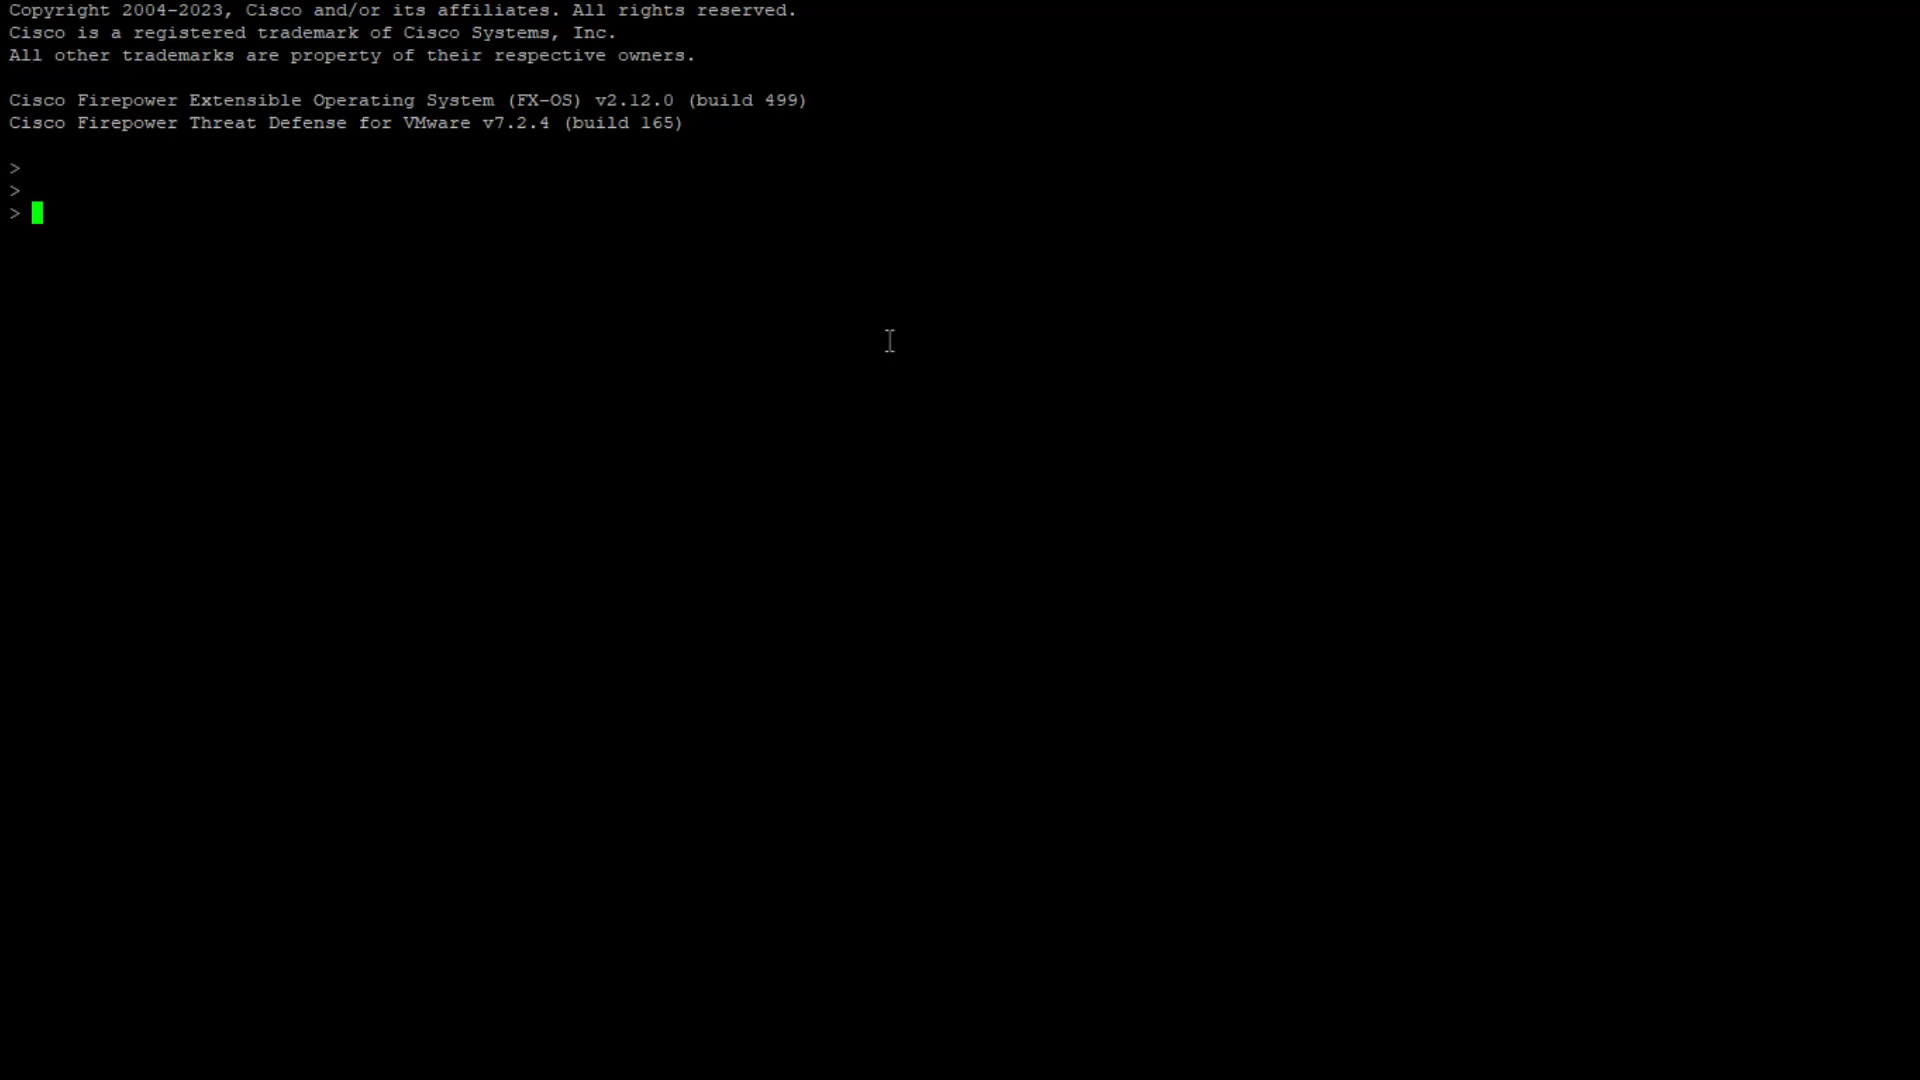 Copyright 2004-2023, Cisco and/or its affiliates. All rights reserved.
Cisco is a registered trademark of Cisco Systems, Inc.
All other trademarks are property of their respective owners.
Cisco Firepower Extensible Operating System (FX-OS) v2.12.0 (build 499)
Cisco Firepower Threat Defense for VMware v7.2.4 (build 165)
>
>
>